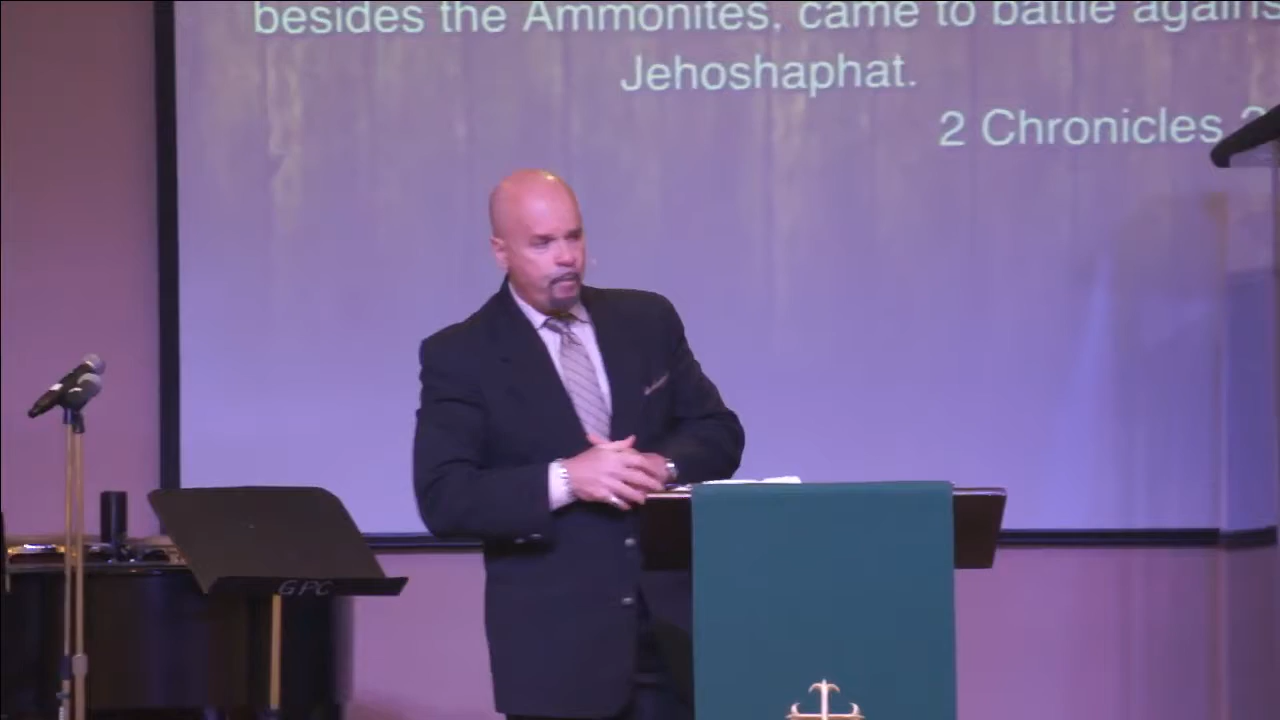 besides the Ammonites, came to battle against
Jehoshaphat.
2 Chronicles
GPC